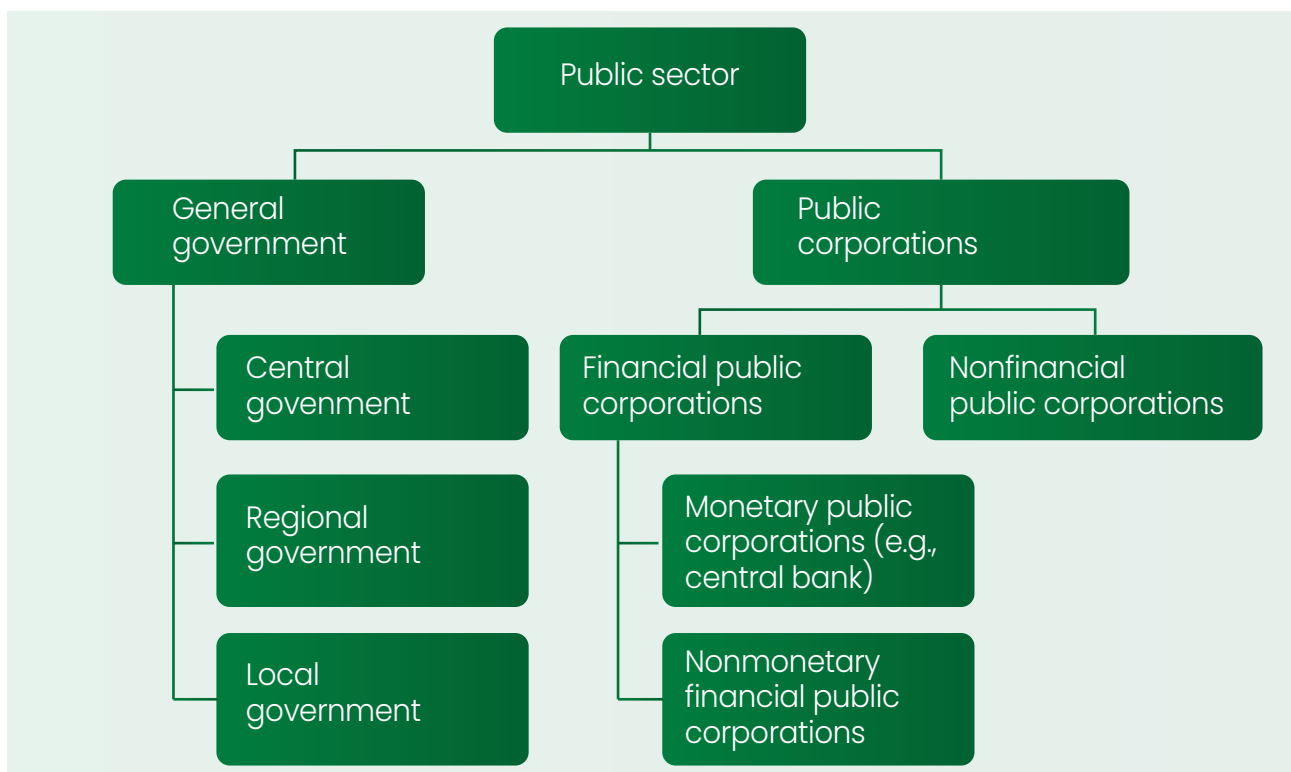 Public sector
General
government
Public
corporations
Central
govenment
Financial public
corporations
Nonfinancial
public corporations
Regional
government
Monetary public
corporations (e.g.,
central bank)
Local
government
Nonmonetary
financial public
corporations